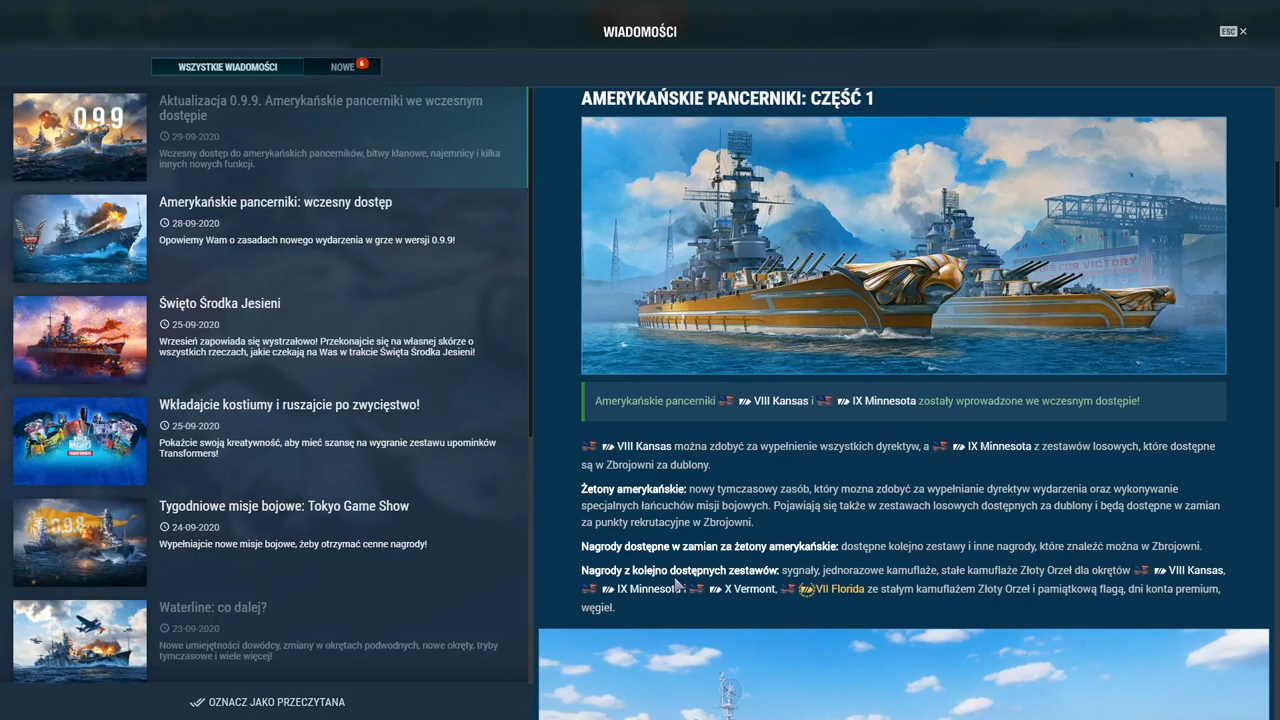 WIADOMOŚCI
ESC ×
WSZYSTKIE WIADOMOŚCI
NOWE
6
0.9.9
Aktualizacja 0.9.9. Amerykańskie pancerniki we wczesnym
dostępie
29-09-2020
Wczesny dostęp do amerykańskich pancerników, bitwy klanowe, najemnicy i kilka
innych nowych funkcji.
Amerykańskie pancerniki: wczesny dostęp
28-09-2020
Opowiemy Wam o zasadach nowego wydarzenia w grze w wersji 0.9.9!
Święto Środka Jesieni
25-09-2020
Wrzesień zapowiada się wystrzałowo! Przekonajcie się na własnej skórze o
wszystkich rzeczach, jakie czekają na Was w trakcie Święta Środka Jesieni!
Wkładajcie kostiumy i ruszajcie po zwycięstwo!
25-09-2020
Pokażcie swoją kreatywność, aby mieć szansę na wygranie zestawu upominków
Transformers!
0.9.8
Tygodniowe misje bojowe: Tokyo Game Show
24-09-2020
Wypełniajcie nowe misje bojowe, żeby otrzymać cenne nagrody!
Waterline: co dalej?
23-09-2020
Nowe umiejętności dowódcy, zmiany w okrętach podwodnych, nowe okręty, tryby
tymczasowe i wiele więcej!
OZNACZ JAKO PRZECZYTANA
AMERYKAŃSKIE PANCERNIKI: CZĘŚĆ 1
FOR VICTORY
Amerykańskie pancerniki VIII Kansas i IX Minnesota zostały wprowadzone we wczesnym dostępie!
VIII Kansas można zdobyć za wypełnienie wszystkich dyrektyw, a IX Minnesota z zestawów losowych, które dostępne
są w Zbrojowni za dublony.
Żetony amerykańskie: nowy tymczasowy zasób, który mozna zdobyć za wypełnianie dyrektyw wydarzenia oraz wykonywanie
specjalnych łańcuchów misji bojowych. Pojawiają się także w zestawach losowych dostępnych za dublony i będą dostępne w zamian
za punkty rekrutacyjne w Zbrojowni.
Nagrody dostępne w zamian za żetony amerykańskie: dostępne kolejno zestawy i inne nagrody, które znaleźć można w Zbrojowni.
Nagrody z kolejno dostępnych zestawów: sygnały, jednorazowe kamuflaże, stałe kamuflaże Złoty Orzeł dla okrętów VIII Kansas,
IX Minnesota X Vermont, VII Florida ze stałym kamuflażem Złoty Orzeł i pamiątkową flagą, dni konta premium,
węgiel.